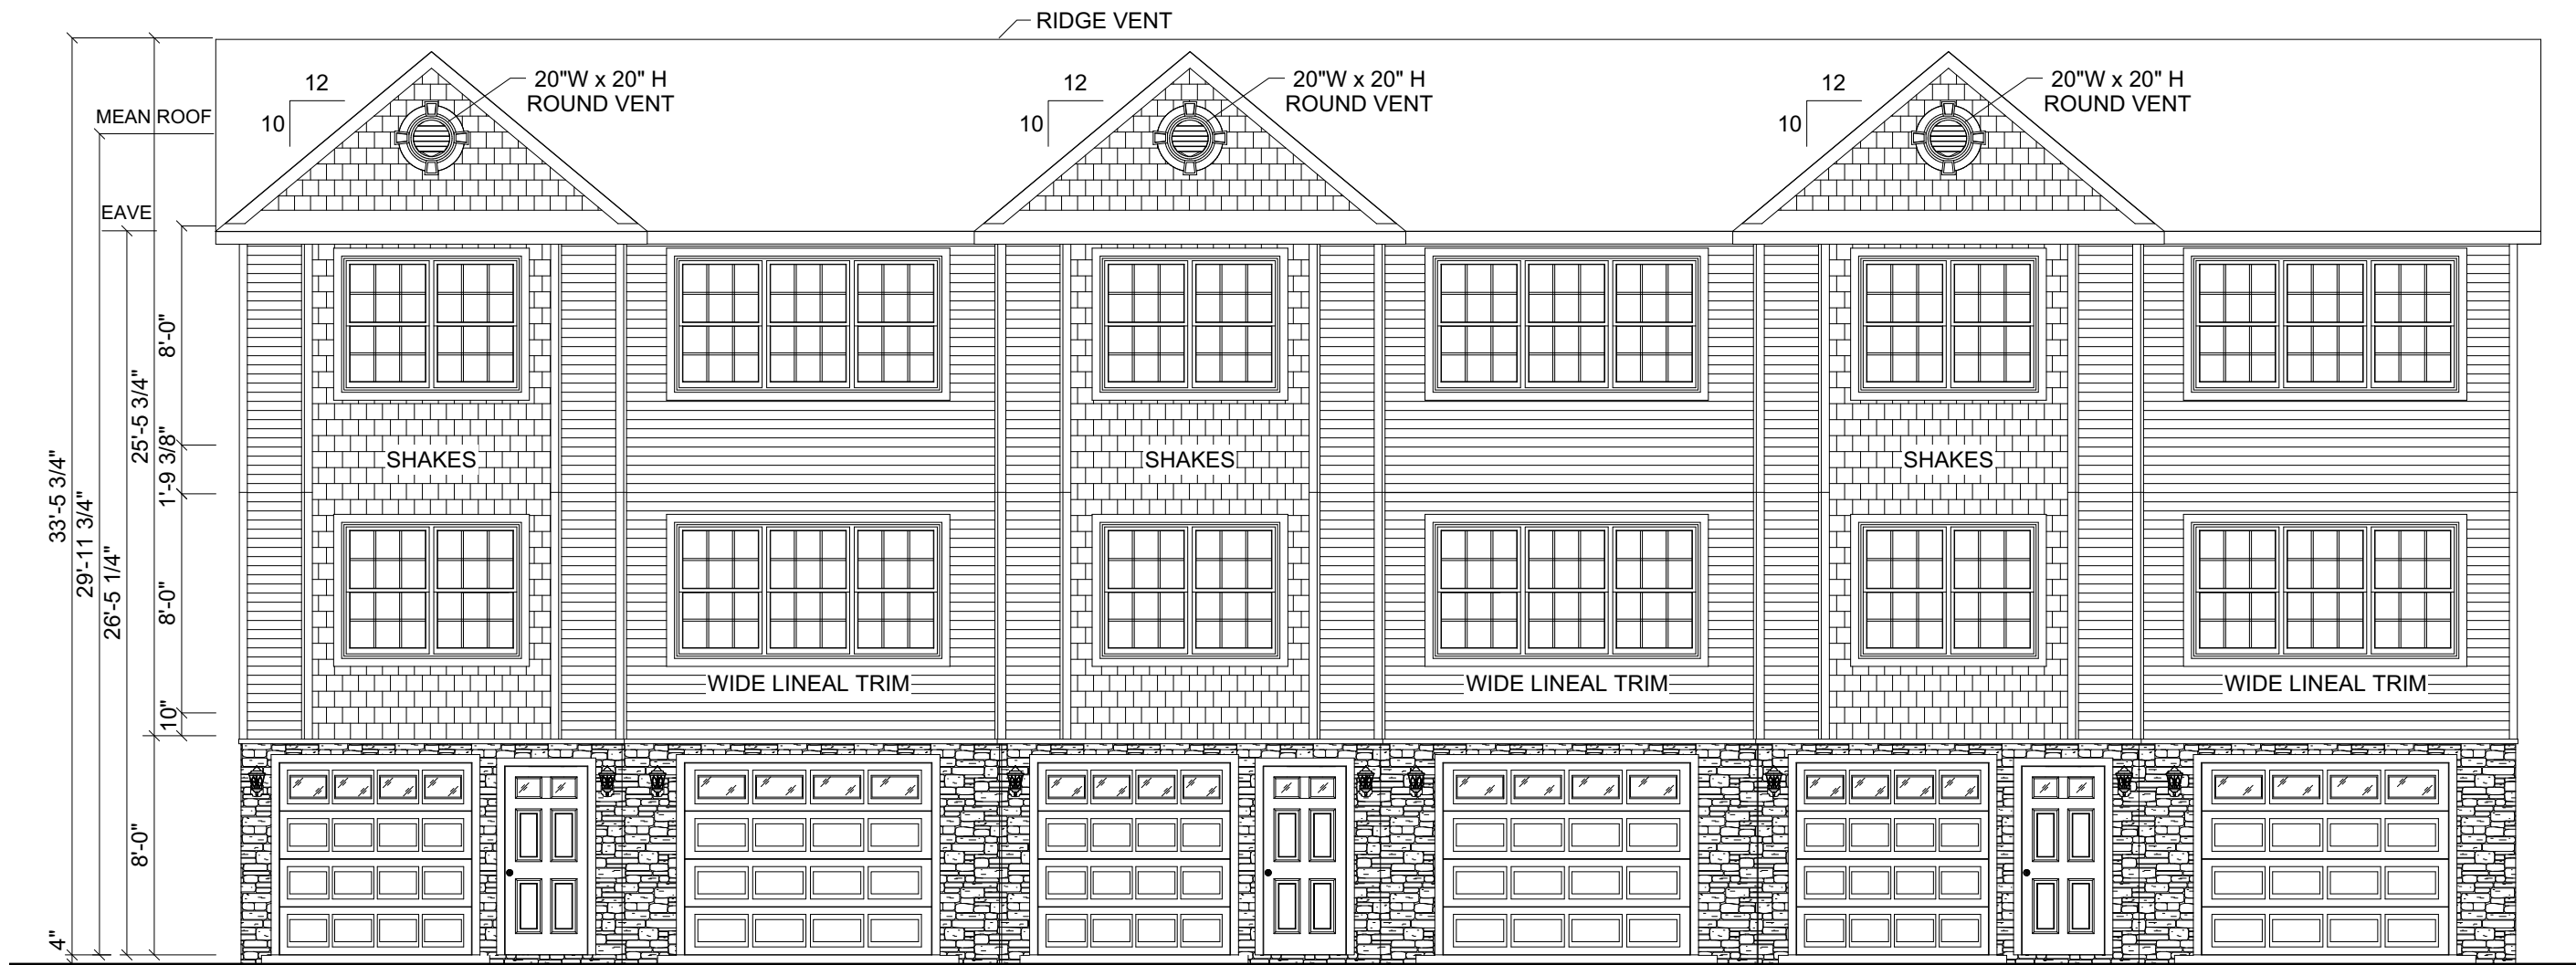 RIDGE VENT
12
10
20"W x 20" H
ROUND VENT
12
10
20"W x 20" H
ROUND VENT
12
10
20"W x 20" H
ROUND VENT
MEAN ROOF
EAVE
33'-5 3/4"
29'-11 3/4"
26'-5 1/4"
25'-5 3/4"
8'-0"
1'-9 3/8"
8'-0"
10"
8'-0"
4"
SHAKES
SHAKES
SHAKES
WIDE LINEAL TRIM
WIDE LINEAL TRIM
WIDE LINEAL TRIM